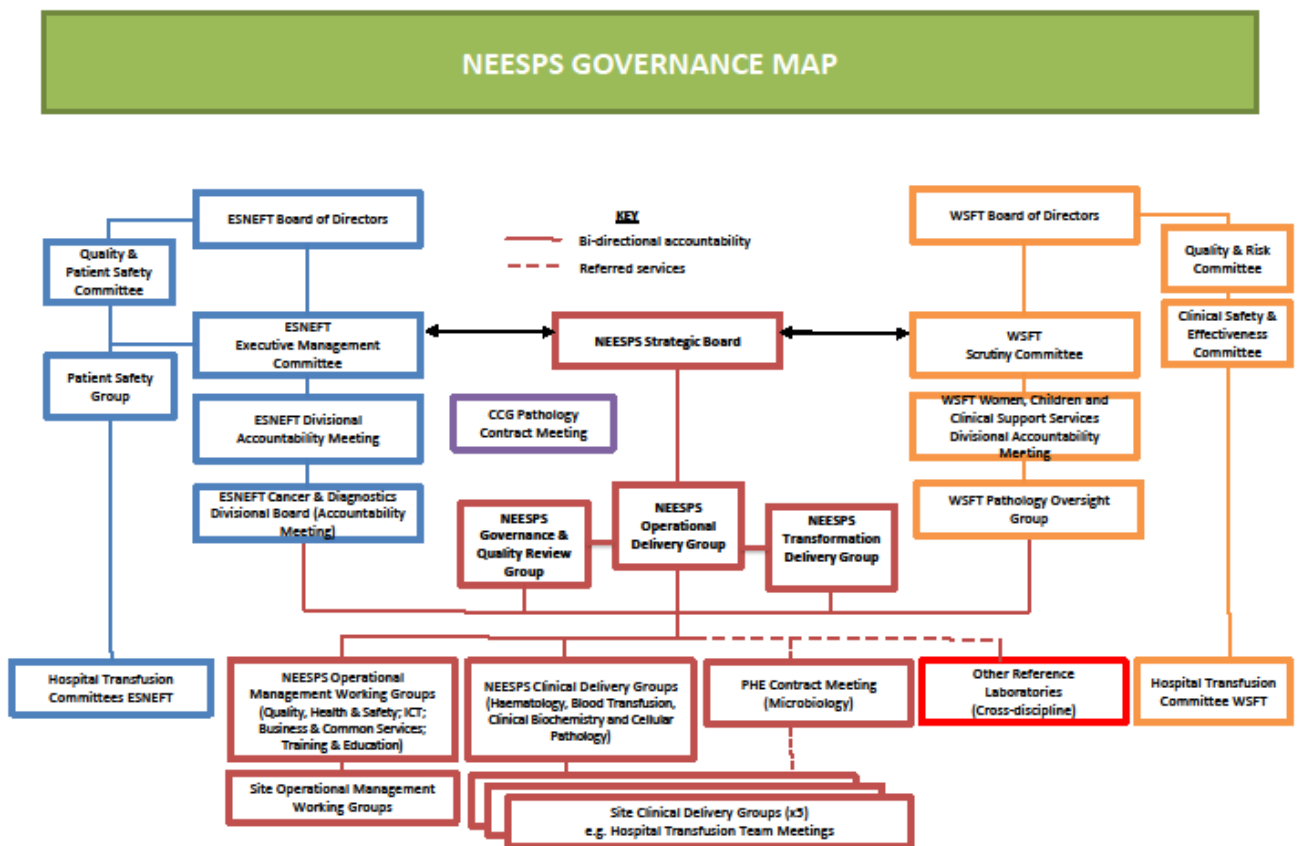 NEESPS GOVERNANCE MAP
ESNEFT Board of Directors
KEY
Bi-directional accountability
Referred services
WSFT Board of Directors
Quality &
Patient Safety
Committee
Quality & Risk
Committee
ESNEFT
Executive Management
Committee
NEESPS Strategic Board
WSFT
Scrutiny Committee
Clinical Safety &
Effectiveness
Committee
Patient Safety
Group
ESNEFT Divisional
Accountability Meeting
CCG Pathology
Contract Meeting
WSFT Women, Children and
Clinical Support Services
Divisional Accountability
Meeting
ESNEFT Cancer & Diagnostics
Divisional Board (Accountability
Meeting)
NEESPS
Governance &
Quality Review
Group
NEESPS
Operational
Delivery Group
NEESPS
Transformation
Delivery Group
WSFT Pathology Oversight
Group
Hospital Transfusion
Committees ESNEFT
NEESPS Operational
Management Working Groups
(Quality, Health & Safety; ICT;
Business & Common Services;
Training & Education)
NEESPS Clinical Delivery Groups
(Haematology, Blood Transfusion,
Clinical Biochemistry and Cellular
Pathology)
PHE Contract Meeting
(Microbiology)
Other Reference
Laboratories
(Cross-discipline)
Hospital Transfusion
Committee WSFT
Site Operational Management
Working Groups
Site Clinical Delivery Groups (x5)
e.g. Hospital Transfusion Team Meetings